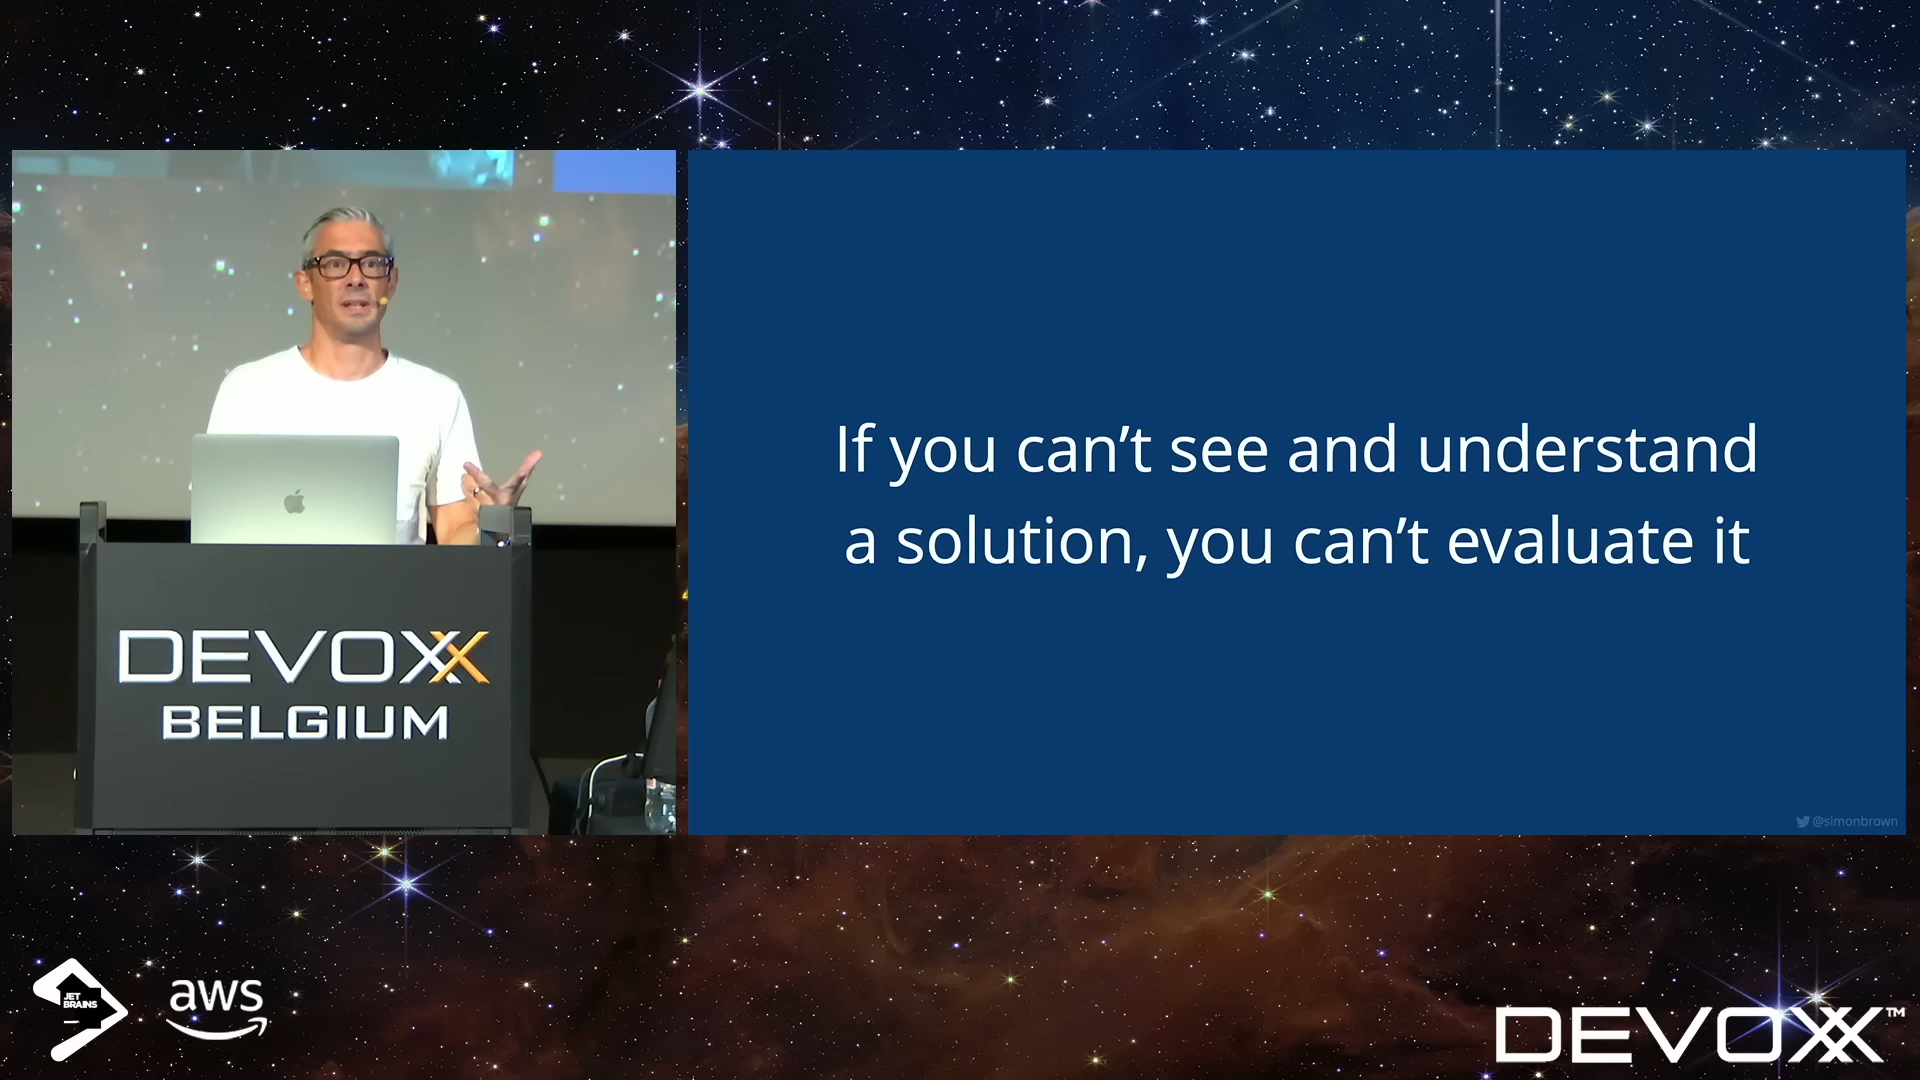 If you can’t see and understand
a solution, you can’t evaluate it
@simonbrown
DEVOXX
BELGIUM
JET
BRAINS
aws
DEVOXX™